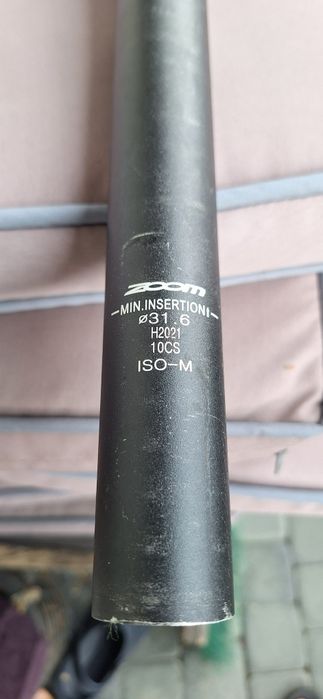 ZOOM
MIN.INSERTION
ø31.6
H2021
10CS
ISO-M